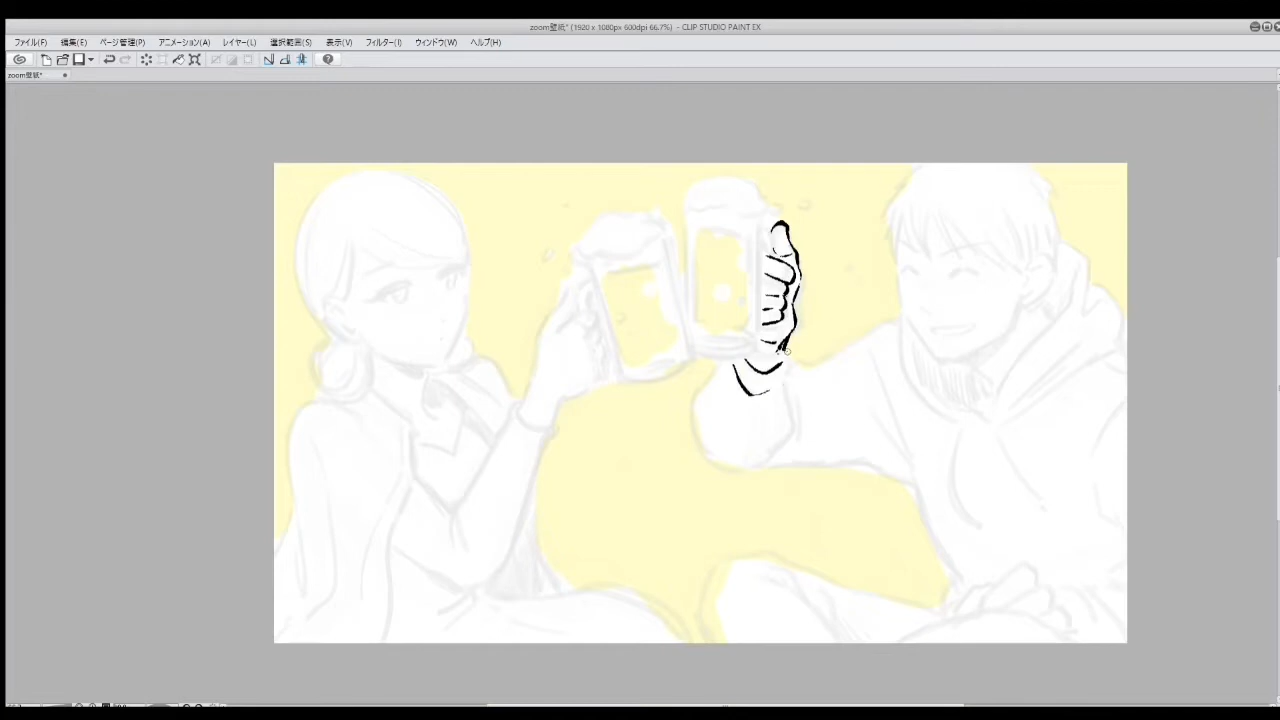 zoom壁紙* (1920 x 1080px 600dpi 66.7%) - CLIP STUDIO PAINT EX
ファイル(F) 編集(E) ページ管理(P) アニメーション(A) レイヤー(L) 選択範囲(S) 表示(V) フィルター(I) ウィンドウ(W) ヘルプ(H)
zoom壁紙*